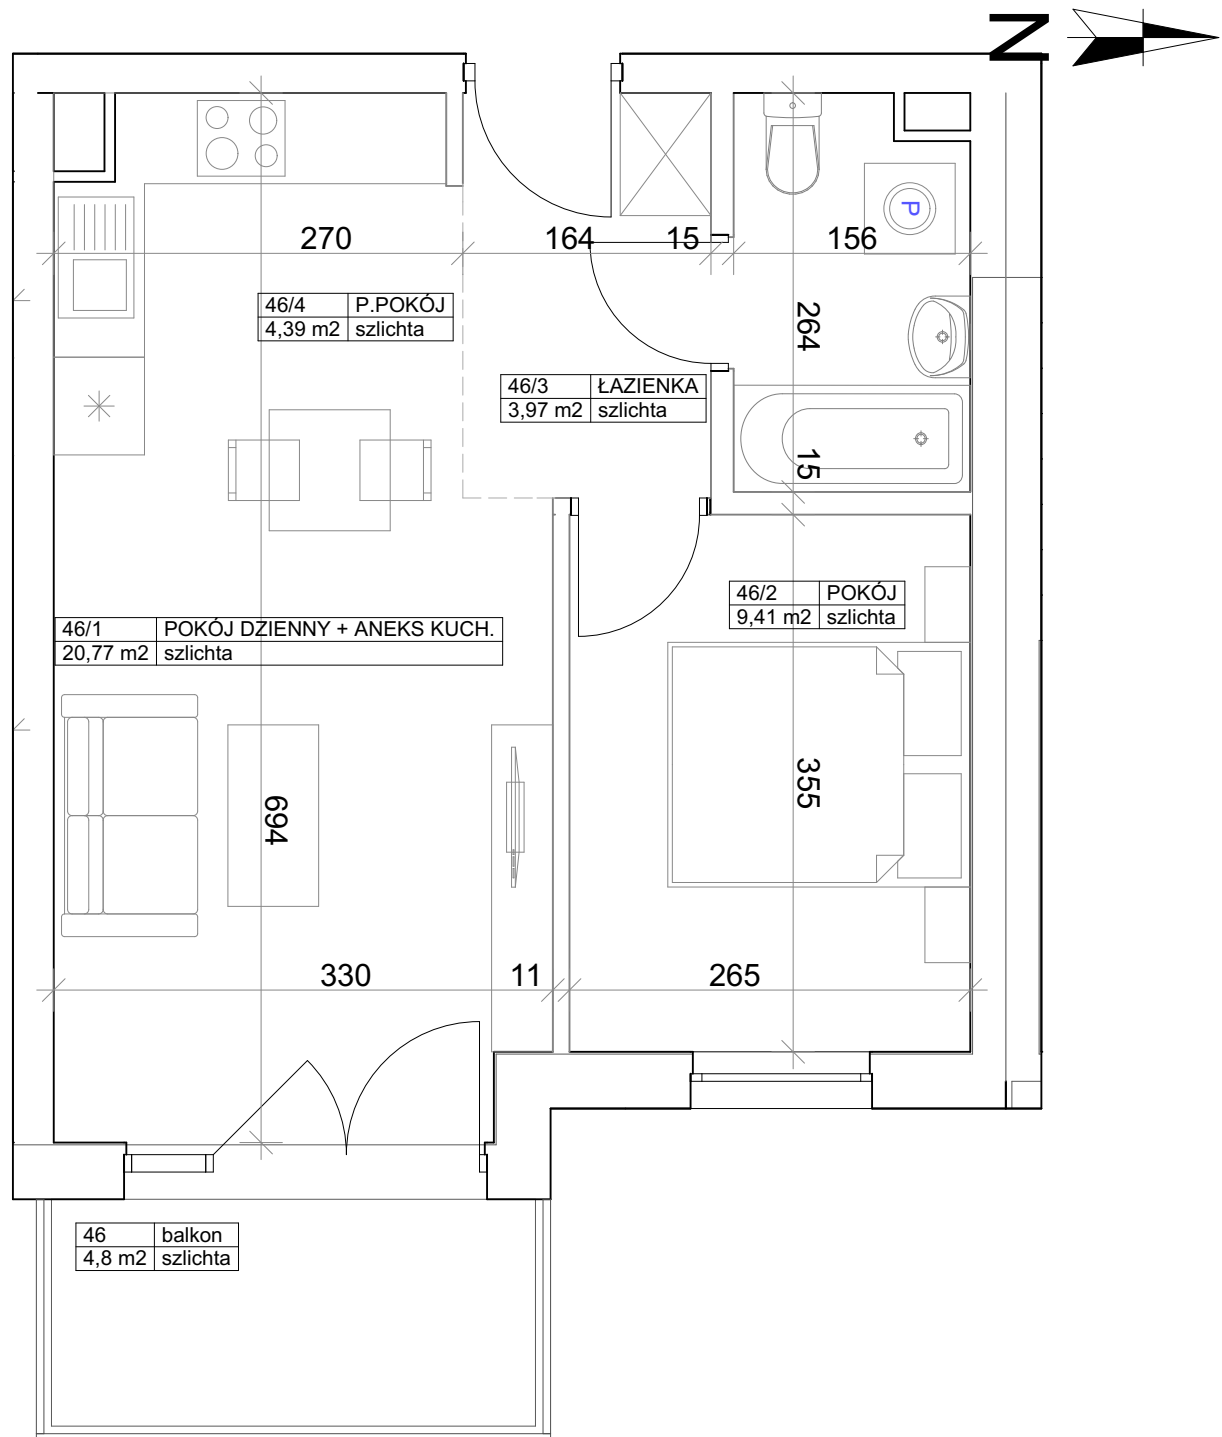 N
270 164 15 156
46/4 P.POKÓJ
4,39 m2 szlichta
P
264
46/3 ŁAZIENKA
3,97 m2 szlichta
15
46/2 POKÓJ
9,41 m2 szlichta
46/1 POKÓJ DZIENNY + ANEKS KUCH.
20,77 m2 szlichta
355
694
330 11 265
46 balkon
4,8 m2 szlichta